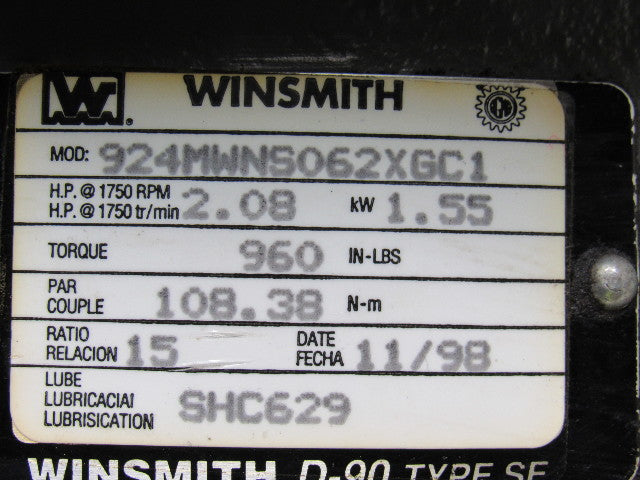 W. WINSMITH
MOD: 924MWNS062XGC1
H.P. @ 1750 RPM
H.P. @ 1750 tr/min 2.08 kW 1.55
TORQUE 960 IN-LBS
PAR
COUPLE 108.38 N-m
RATIO DATE
RELACION 15 FECHA 11/98
LUBE
LUBRICACIAI
LUBRISICATION SHC629
WINSMITH D-90 TYPE SE